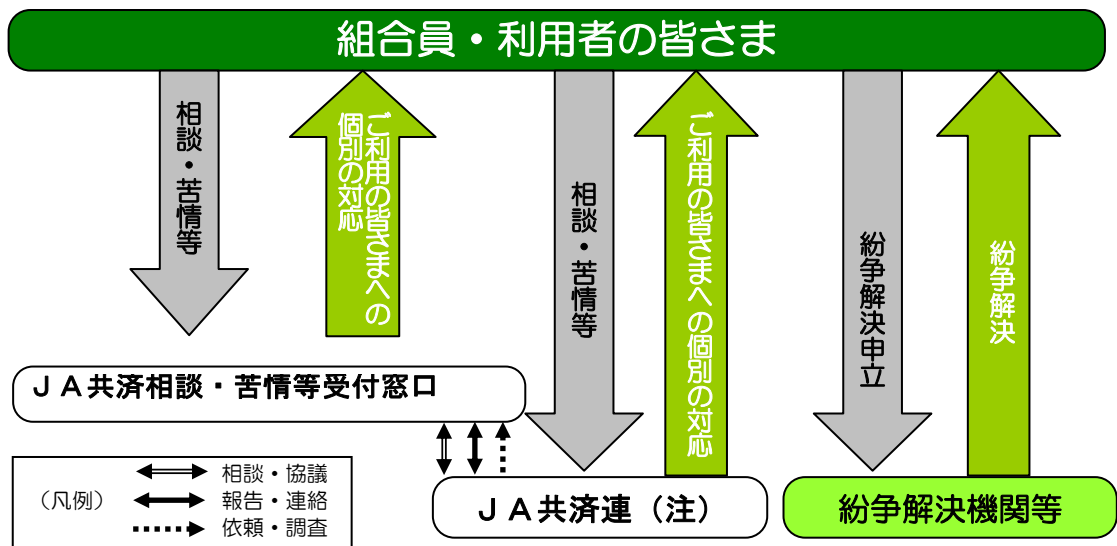 組合員・利用者の皆さま
相談・苦情等
ご利用の皆さまへの
個別の対応
相談・苦情等
ご利用の皆さまへの個別の対応
紛争解決申立
紛争解決
ＪＡ共済相談・苦情等受付窓口
（凡例）
相談・協議
報告・連絡
依頼・調査
ＪＡ共済連（注）
紛争解決機関等